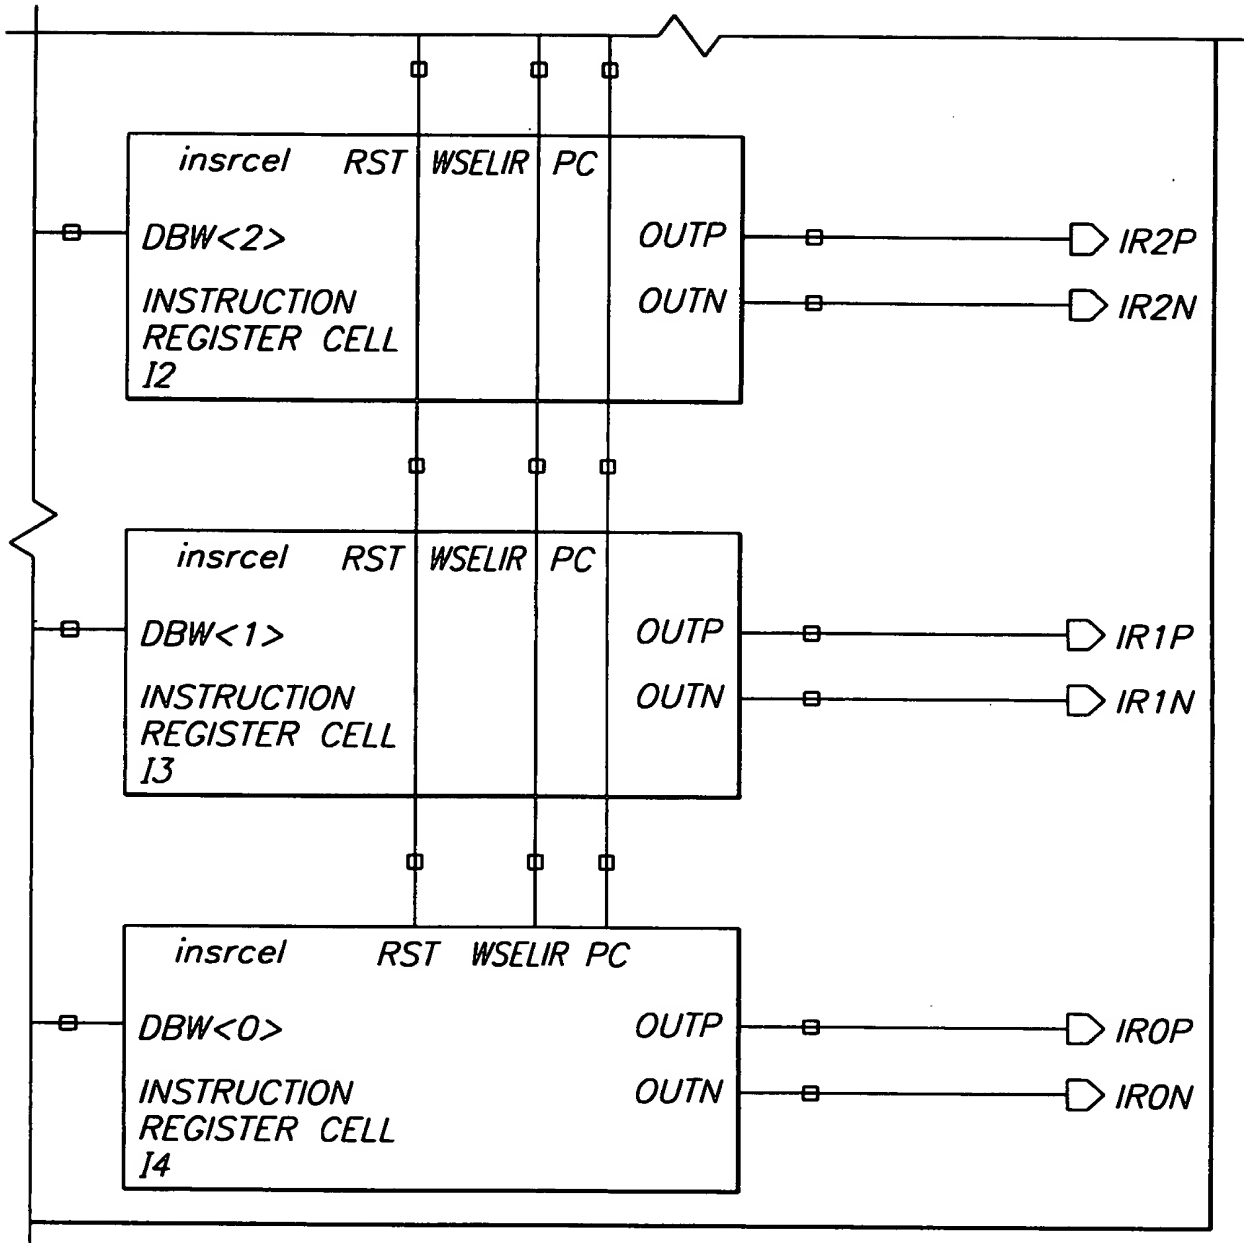 insrcel RST WSELIR PC
DBW<2> OUTP IR2P
INSTRUCTION OUTN IR2N
REGISTER CELL
I2
insrcel RST WSELIR PC
DBW<1> OUTP IR1P
INSTRUCTION OUTN IR1N
REGISTER CELL
I3
insrcel RST WSELIR PC
DBW<0> OUTP IR0P
INSTRUCTION OUTN IR0N
REGISTER CELL
I4